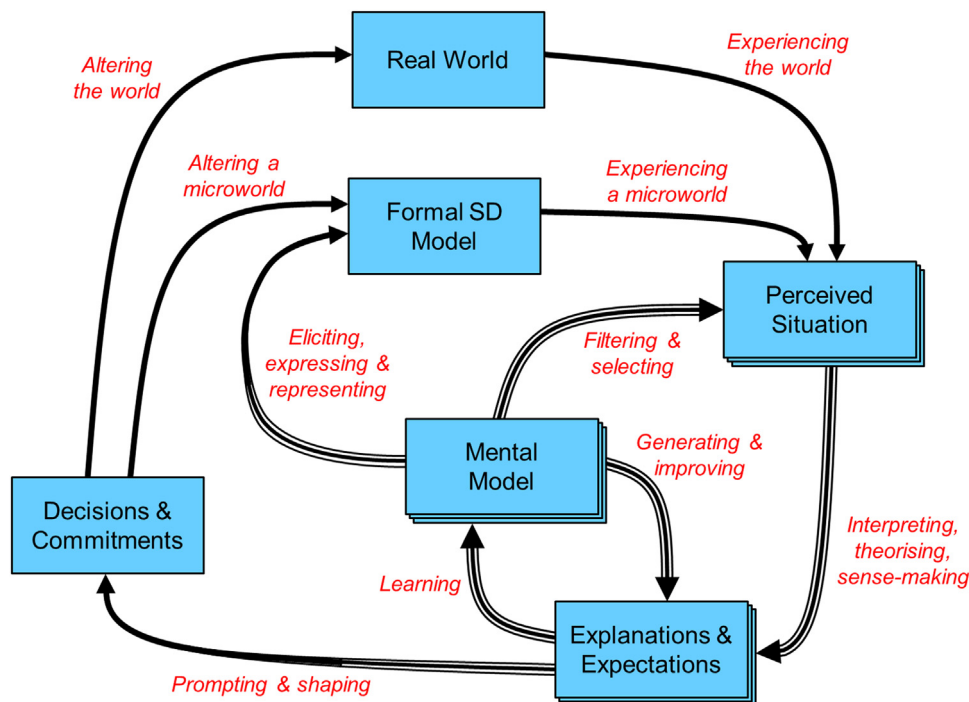 Altering
the world
Real World
Experiencing
the world
Altering a
microworld
Formal SD
Model
Experiencing
a microworld
Perceived
Situation
Eliciting,
expressing &
representing
Filtering &
selecting
Mental
Model
Generating &
improving
Decisions &
Commitments
Interpreting,
theorising,
sense-making
Learning
Explanations &
Expectations
Prompting & shaping